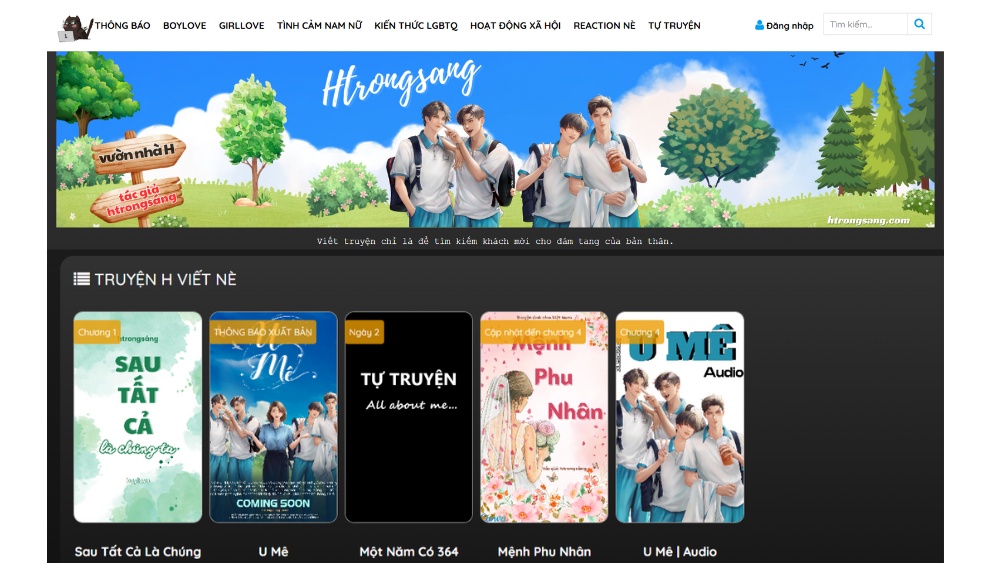 THÔNG BÁO BOYLOVE GIRLLOVE TÌNH CẢM NAM NỮ KIẾN THỨC LGBTQ HOẠT ĐỘNG XÃ HỘI REACTION NÈ TỰ TRUYỆN Đăng nhập Tìm kiếm...
Htrongsang
vườn nhà H
tác giả
htrongsang
htrongsang.com
Viết truyện chỉ là để tìm kiếm khách mời cho đám tang của bản thân.
TRUYỆN H VIẾT NÈ
Chương 1
htrongsáng
SAU
TẤT
CẢ
là chúng ta
THÔNG BÁO XUẤT BẢN
U
Mê
COMING SOON
Ngày 2
TỰ TRUYỆN
All about me...
Cập nhật đến chương 4
Mệnh
Phu
Nhân
Chương 4
U MÊ
Audio
Sau Tất Cả Là Chúng
U Mê
Một Năm Có 364
Mệnh Phu Nhân
U Mê | Audio